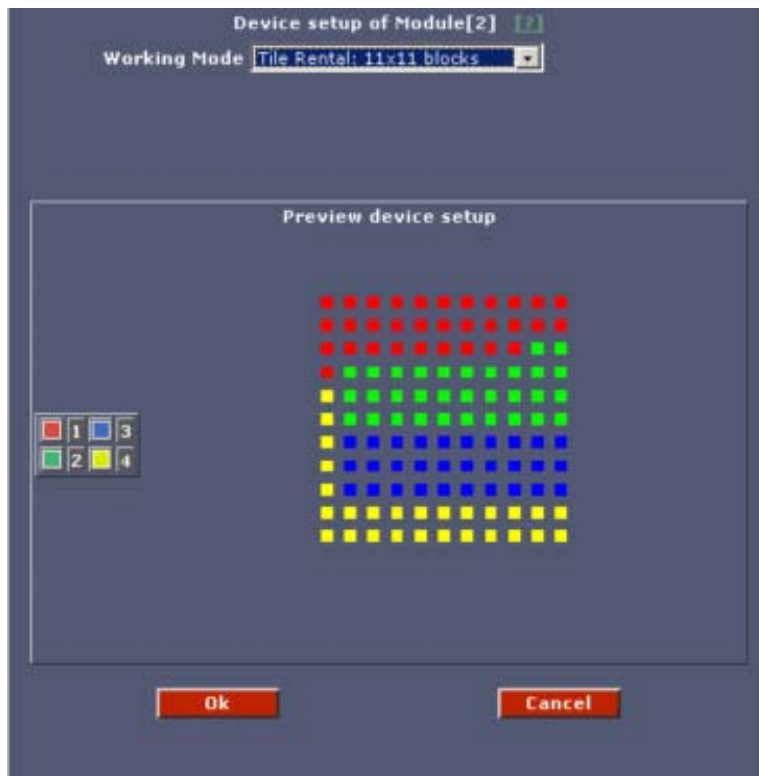 Device setup of Module[2] [?]
Working Mode Tile Rental: 11x11 blocks
Preview device setup
1 3
2 4
Ok Cancel